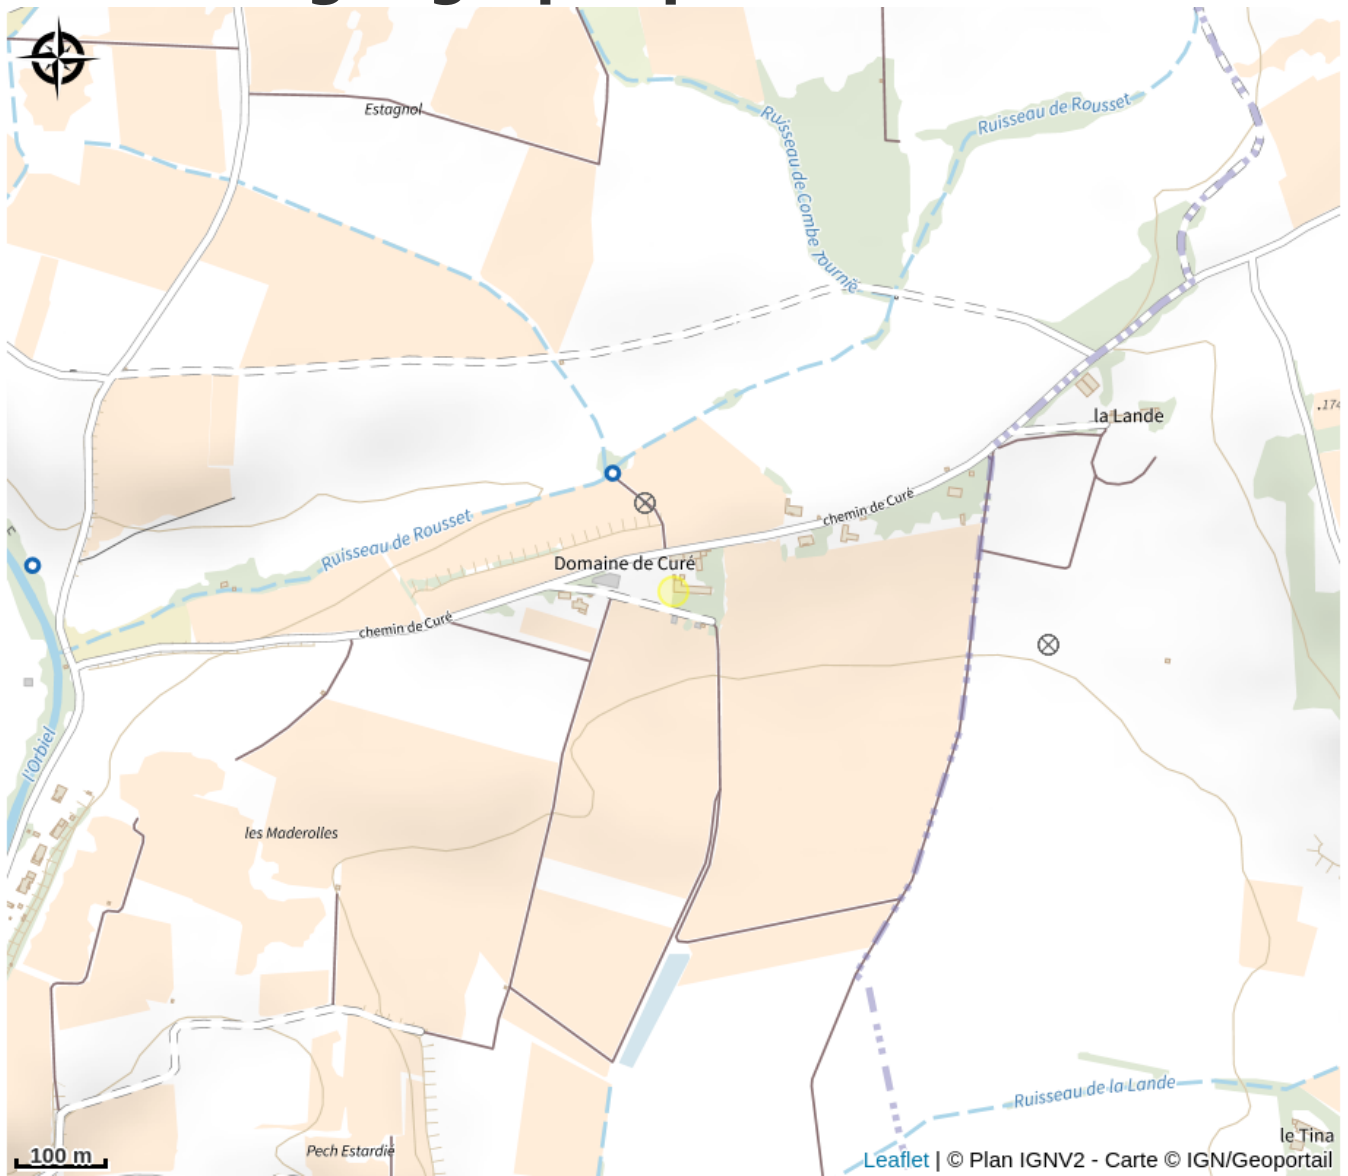 Estagnol
Ruisseau de Combe Tournié
Ruisseau de Rousset
la Lande
chemin de Curé
Ruisseau de Rousset
Domaine de Curé
chemin de Curé
l'Orbiel
les Maderolles
Ruisseau de la Lande
le Tina
Pech Estardié
100 m
Leaflet | © Plan IGNV2 - Carte © IGN/Geoportail